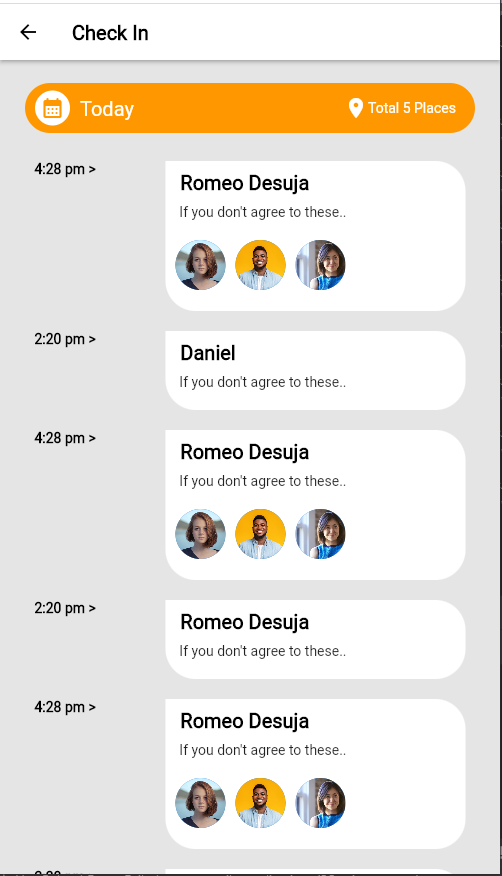 Check In
Today
Total 5 Places
4:28 pm >
Romeo Desuja
If you don't agree to these..
2:20 pm >
Daniel
If you don't agree to these..
4:28 pm >
Romeo Desuja
If you don't agree to these..
2:20 pm >
Romeo Desuja
If you don't agree to these..
4:28 pm >
Romeo Desuja
If you don't agree to these..